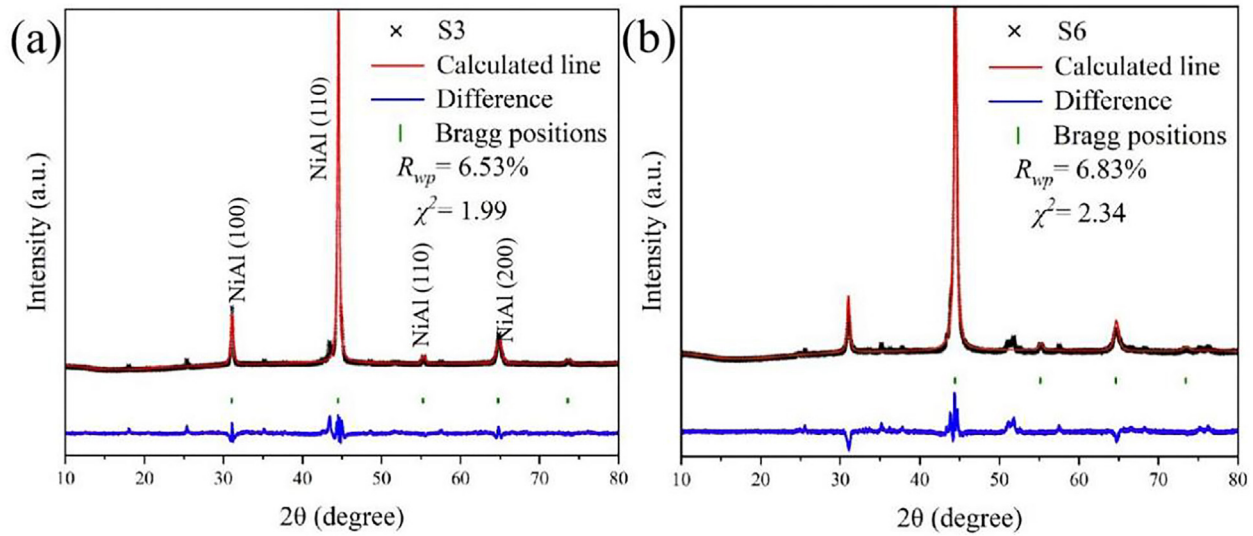 (a)
× S3
Calculated line
Difference
Bragg positions
Rwp= 6.53%
χ2= 1.99
NiAl (100)
NiAl (110)
NiAl (110)
NiAl (200)
Intensity (a.u.)
10 20 30 40 50 60 70 80
2θ (degree)
(b)
× S6
Calculated line
Difference
Bragg positions
Rwp= 6.83%
χ2= 2.34
Intensity (a.u.)
10 20 30 40 50 60 70 80
2θ (degree)